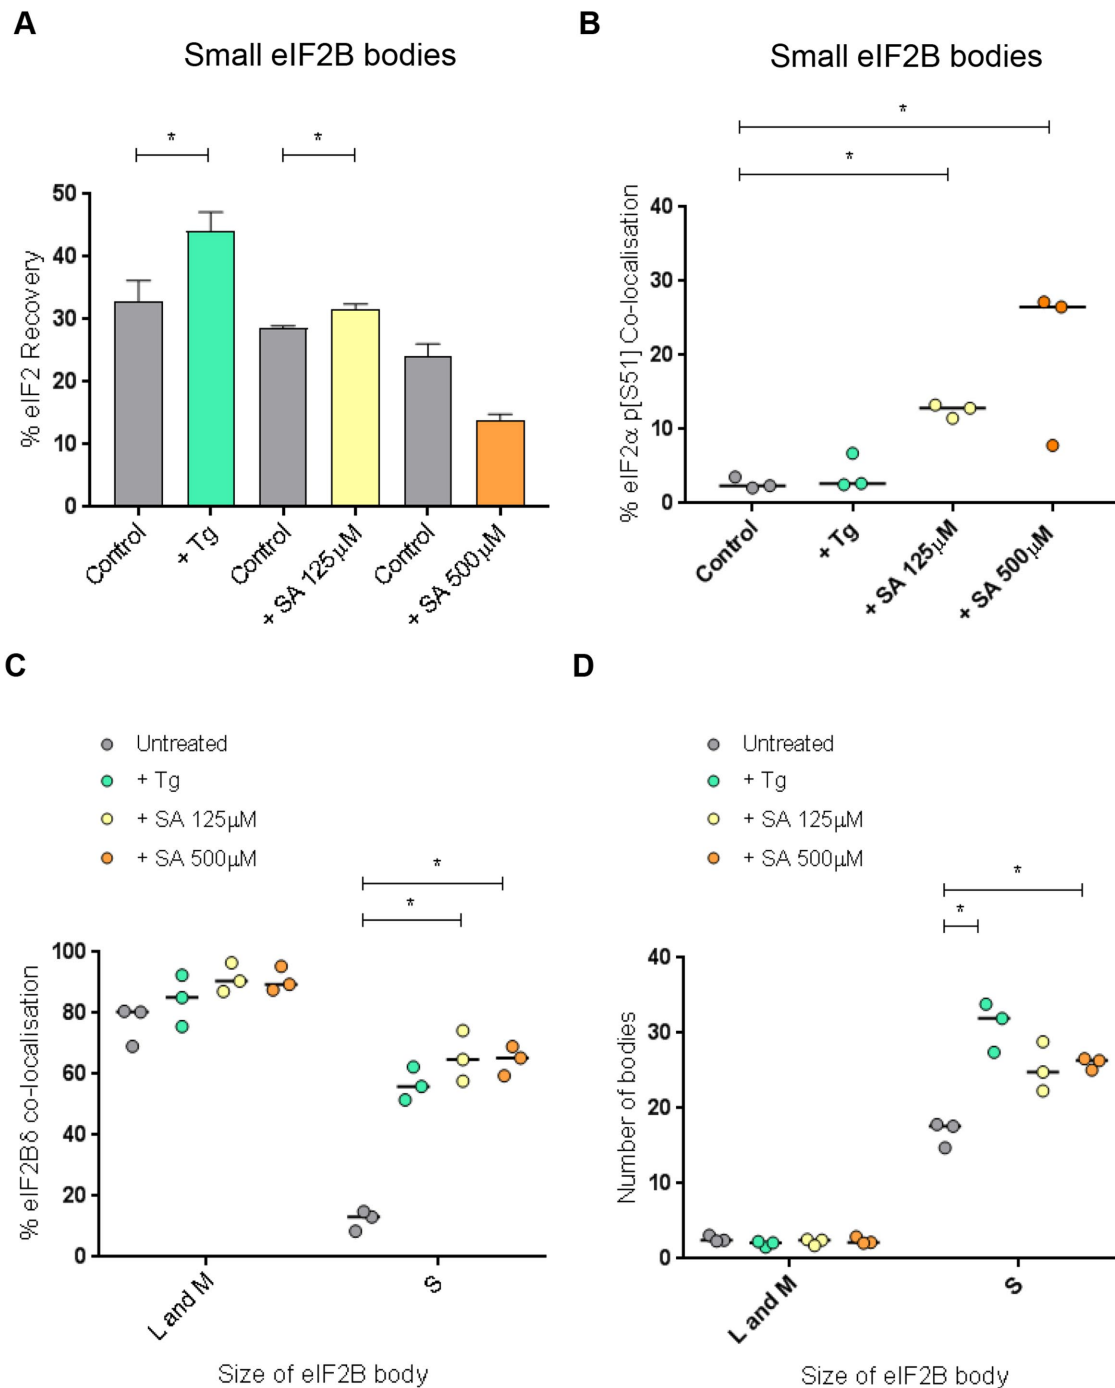 A
Small eIF2B bodies
*
*
% eIF2 Recovery
50
40
30
20
10
0
Control
+ Tg
Control
+ SA 125μM
Control
+ SA 500μM
B
Small eIF2B bodies
*
*
% eIF2α p[S51] Co-localisation
40
30
20
10
0
Control
+ Tg
+ SA 125μM
+ SA 500μM
C
Untreated
+ Tg
+ SA 125μM
+ SA 500μM
*
*
% eIF2Bδ co-localisation
100
80
60
40
20
0
L and M
S
Size of eIF2B body
D
Untreated
+ Tg
+ SA 125μM
+ SA 500μM
*
*
Number of bodies
40
30
20
10
0
L and M
S
Size of eIF2B body